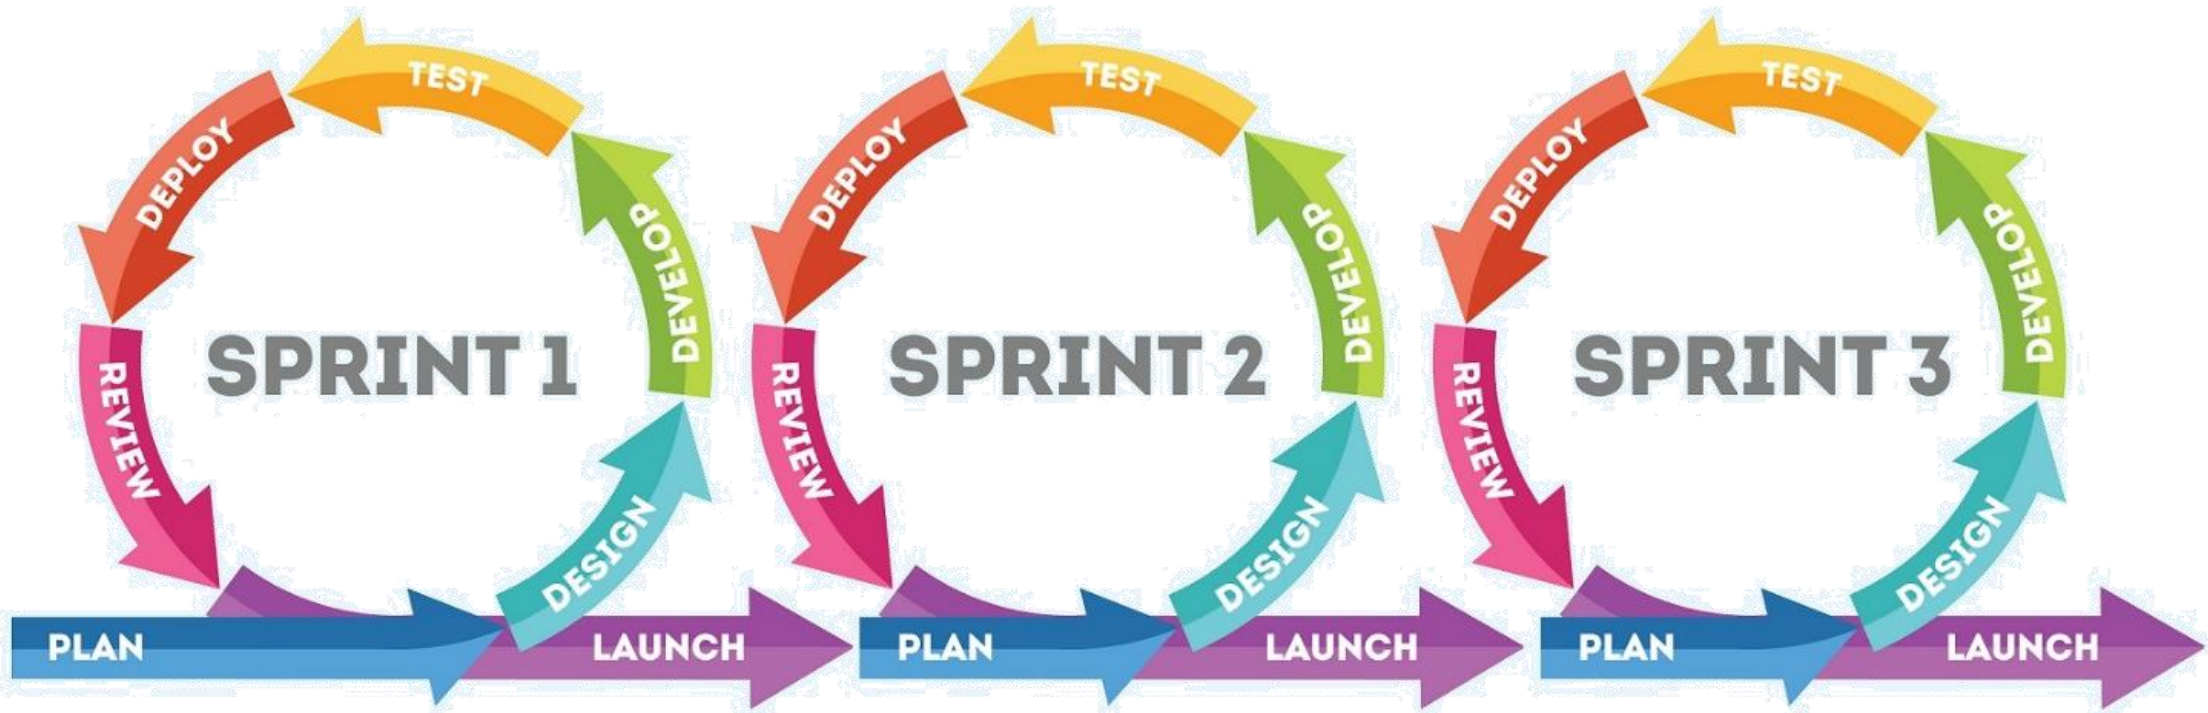 TEST
DEPLOY
DEVELOP
SPRINT 1
REVIEW
DESIGN
PLAN
LAUNCH
TEST
DEPLOY
DEVELOP
SPRINT 2
REVIEW
DESIGN
PLAN
LAUNCH
TEST
DEPLOY
DEVELOP
SPRINT 3
REVIEW
DESIGN
PLAN
LAUNCH